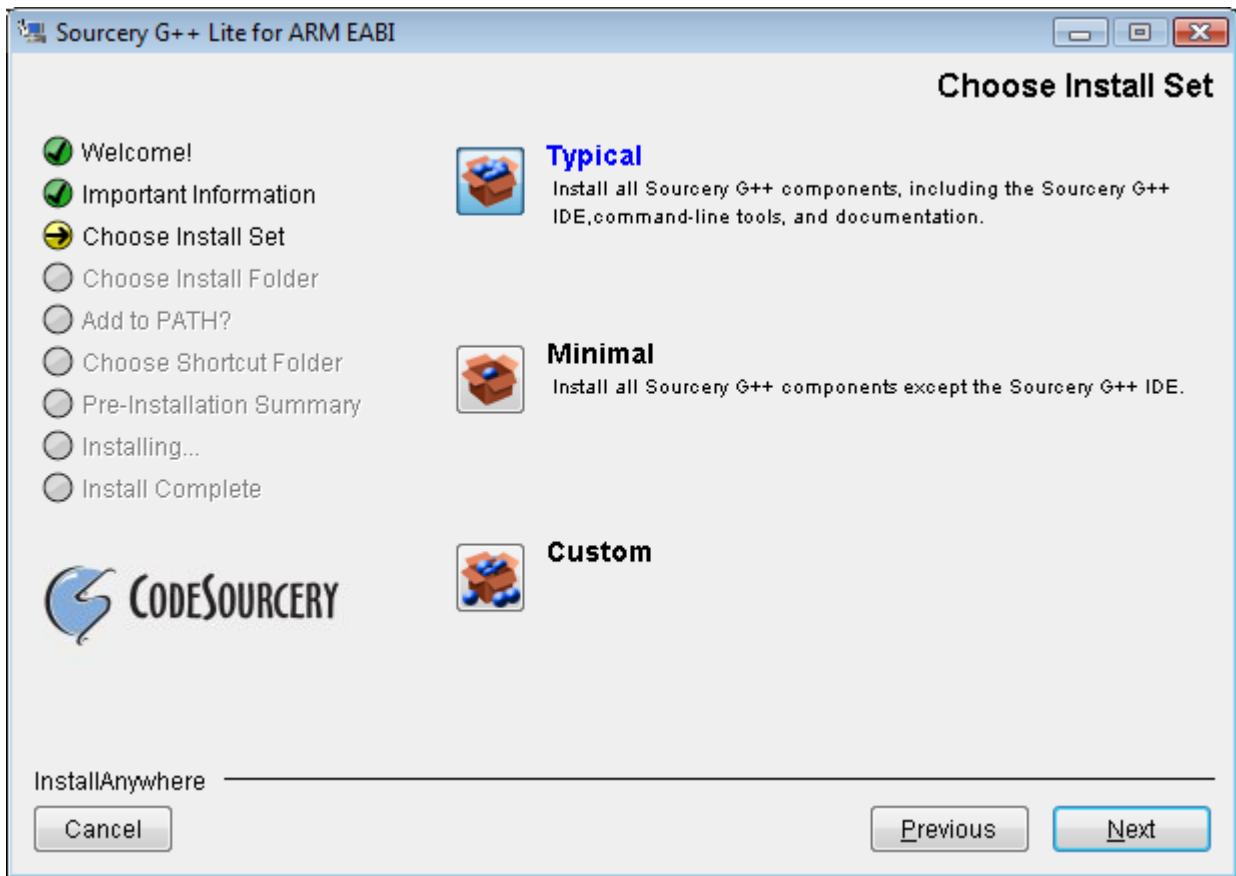 Sourcery G++ Lite for ARM EABI
Choose Install Set
Welcome!
Important Information
Choose Install Set
Choose Install Folder
Add to PATH?
Choose Shortcut Folder
Pre-Installation Summary
Installing...
Install Complete
CODESOURCERY
Typical
Install all Sourcery G++ components, including the Sourcery G++
IDE,command-line tools, and documentation.
Minimal
Install all Sourcery G++ components except the Sourcery G++ IDE.
Custom
InstallAnywhere
Cancel
Previous
Next